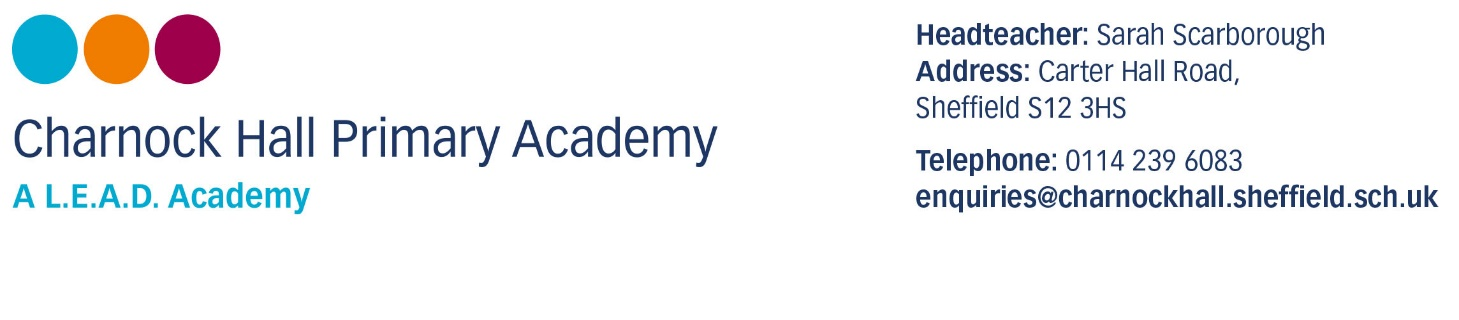 Charnock Hall Primary Academy
A L.E.A.D. Academy
Headteacher: Sarah Scarborough
Address: Carter Hall Road,
Sheffield S12 3HS
Telephone: 0114 239 6083
enquiries@charnockhall.sheffield.sch.uk